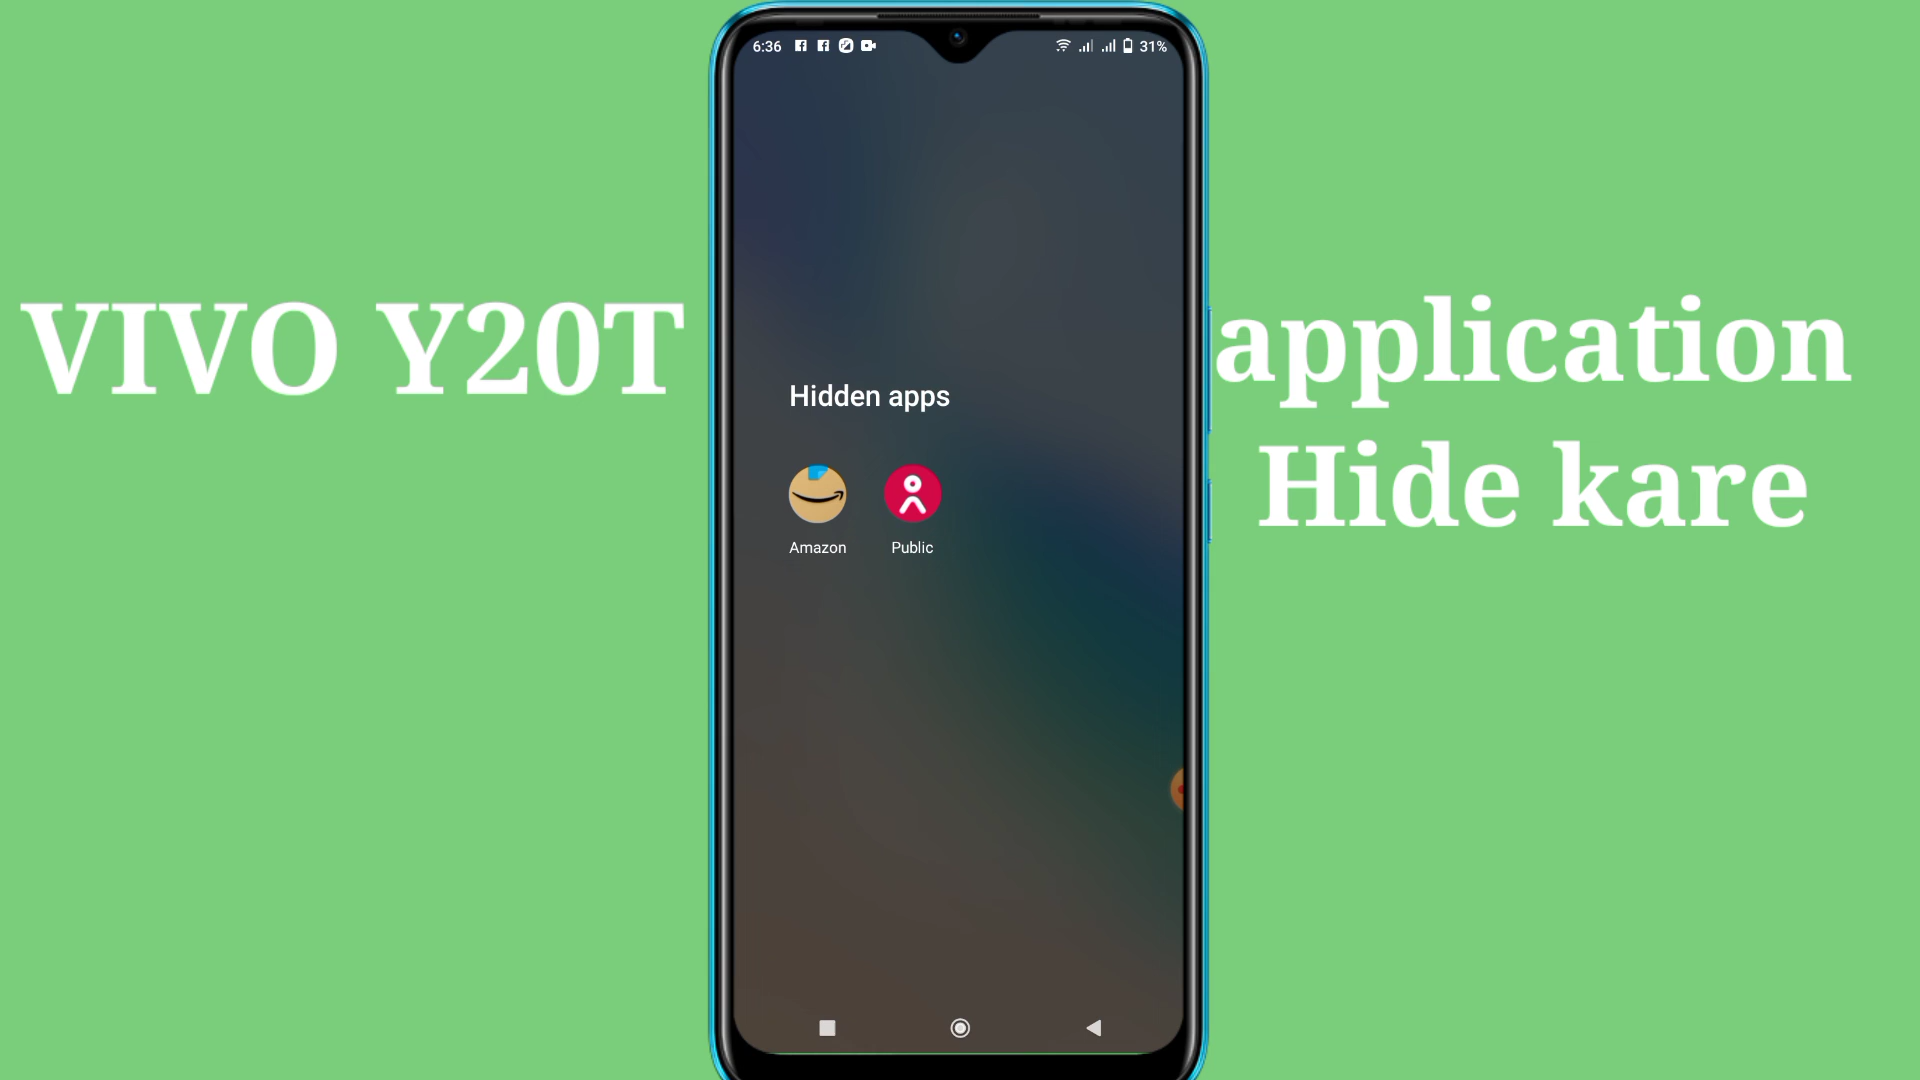 6:36 31%
VIVO Y20T
application
Hide kare
Hidden apps
Amazon Public